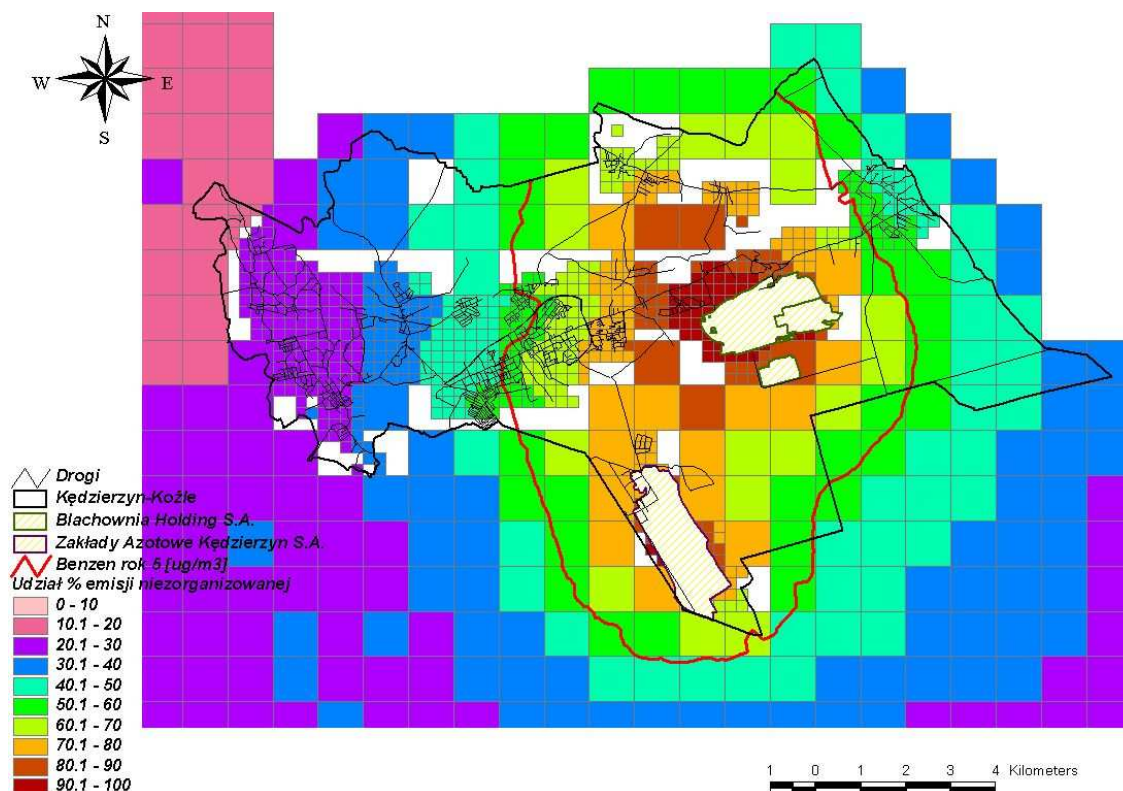 N
W E
S
Drogi
Kędzierzyn-Koźle
Blachownia Holding S.A.
Zakłady Azotowe Kędzierzyn S.A.
Benzen rok 5 [ug/m3]
Udział % emisji niezorganizowanej
0 - 10
10.1 - 20
20.1 - 30
30.1 - 40
40.1 - 50
50.1 - 60
60.1 - 70
70.1 - 80
80.1 - 90
90.1 - 100
1 0 1 2 3 4 Kilometers